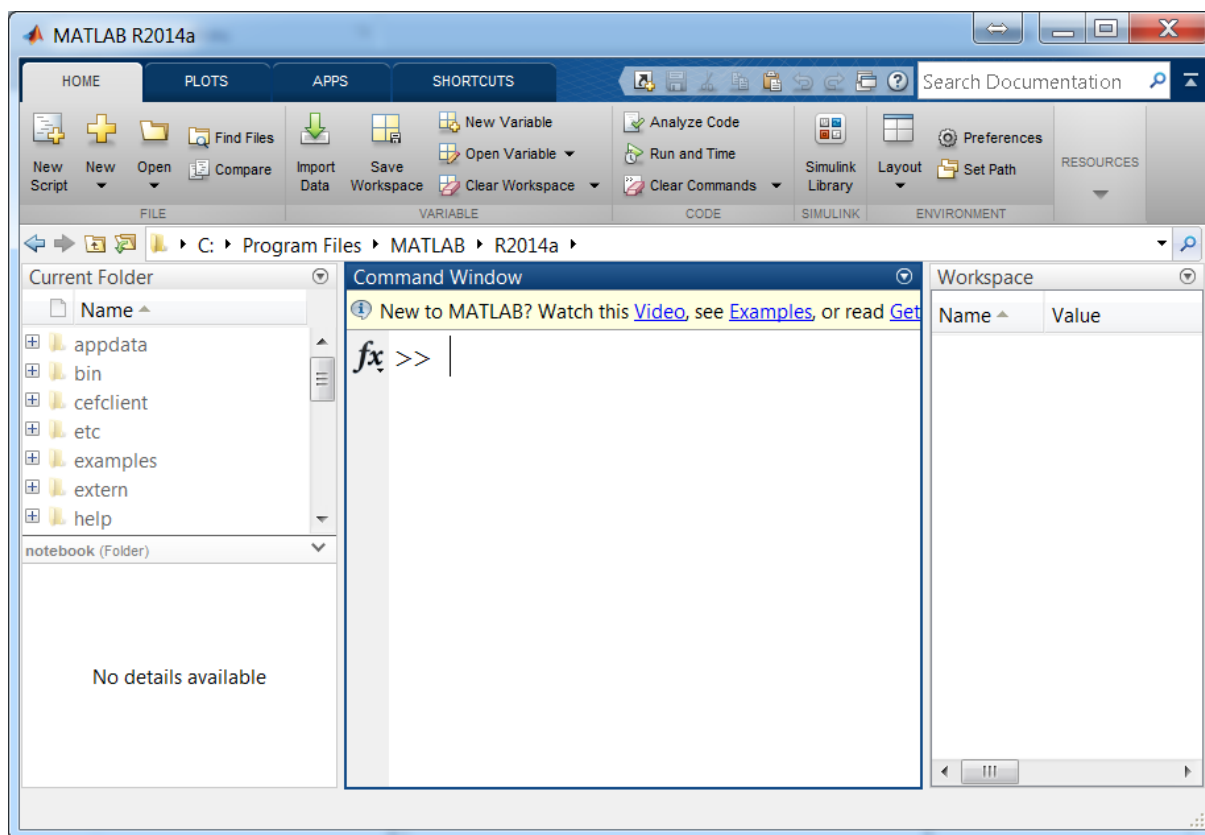 MATLAB R2014a
HOME PLOTS APPS SHORTCUTS Search Documentation
New Script
New
Open
Find Files
Compare
Import Data
Save Workspace
New Variable
Open Variable
Clear Workspace
Analyze Code
Run and Time
Clear Commands
Simulink Library
Layout
Preferences
Set Path
RESOURCES
FILE VARIABLE CODE SIMULINK ENVIRONMENT
C: Program Files MATLAB R2014a
Current Folder
Name
appdata
bin
cefclient
etc
examples
extern
help
notebook (Folder)
No details available
Command Window
New to MATLAB? Watch this Video, see Examples, or read Get
fx >>
Workspace
Name Value